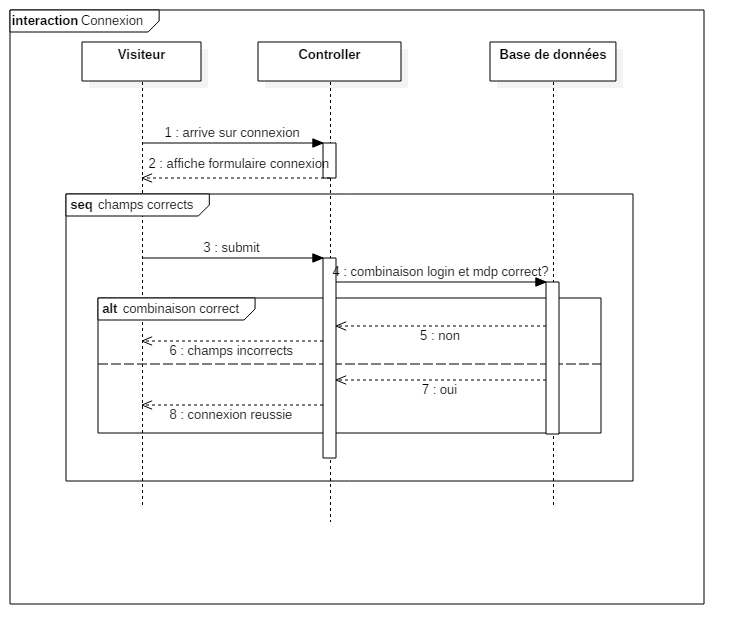 interaction Connexion
Visiteur
Controller
Base de données
1 : arrive sur connexion
2 : affiche formulaire connexion
seq champs corrects
3 : submit
4 : combinaison login et mdp correct?
alt combinaison correct
5 : non
6 : champs incorrects
7 : oui
8 : connexion reussie